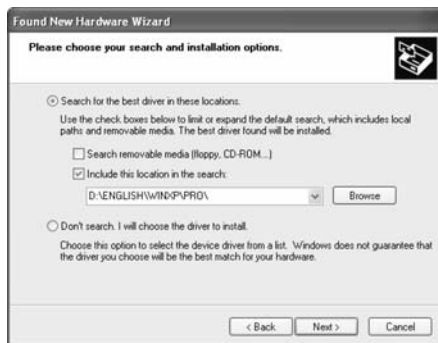 Found New Hardware Wizard
Please choose your search and installation options.
Search for the best driver in these locations.
Use the check boxes below to limit or expand the default search, which includes local
paths and removable media. The best driver found will be installed.
Search removable media (floppy, CD-ROM...)
Include this location in the search:
D:\ENGLISH\WINXP\PRO\
Browse
Don't search. I will choose the driver to install.
Choose this option to select the device driver from a list. Windows does not guarantee that
the driver you choose will be the best match for your hardware.
< Back
Next >
Cancel